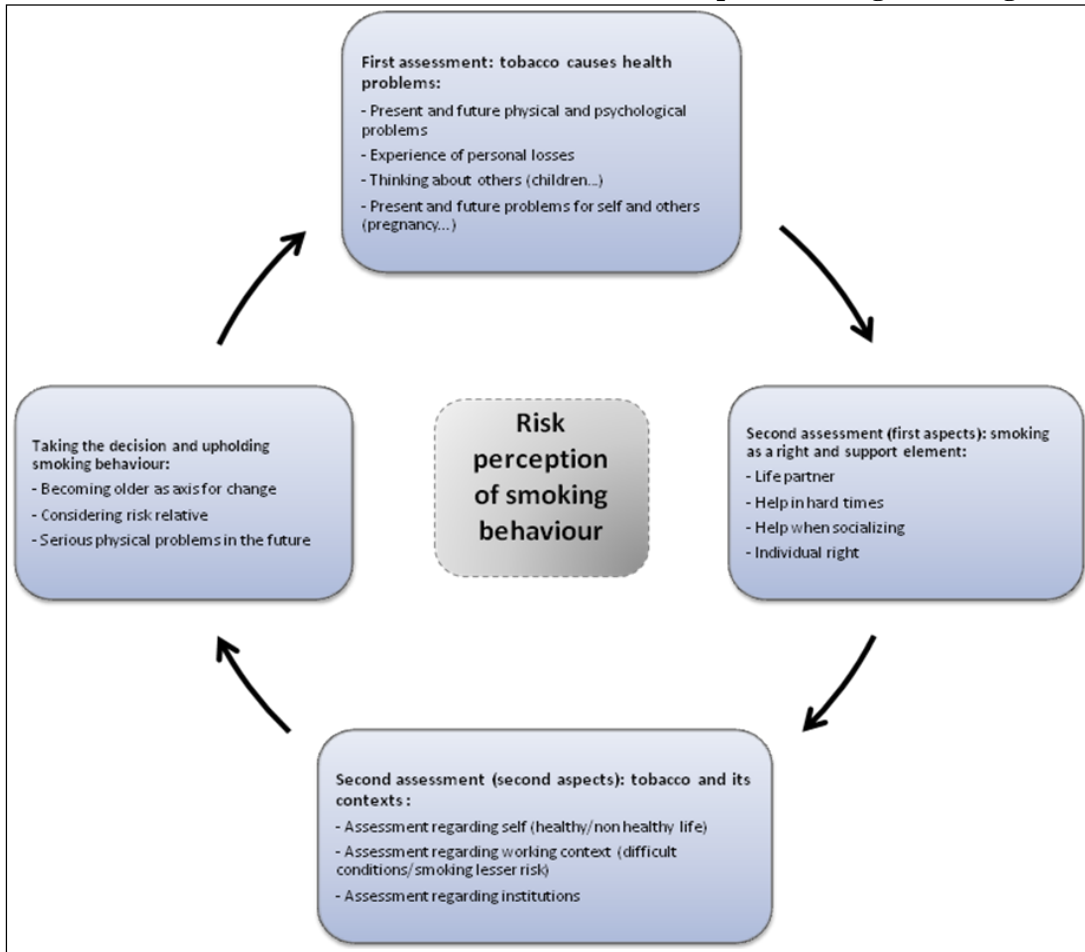 First assessment: tobacco causes health
problems:
- Present and future physical and psychological
problems
- Experience of personal losses
- Thinking about others (children...)
- Present and future problems for self and others
(pregnancy...)
Taking the decision and upholding
smoking behaviour:
- Becoming older as axis for change
- Considering risk relative
- Serious physical problems in the future
Risk
perception
of smoking
behaviour
Second assessment (first aspects): smoking
as a right and support element:
- Life partner
- Help in hard times
- Help when socializing
- Individual right
Second assessment (second aspects): tobacco and its
contexts :
- Assessment regarding self (healthy/non healthy life)
- Assessment regarding working context (difficult
conditions/smoking lesser risk)
- Assessment regarding institutions